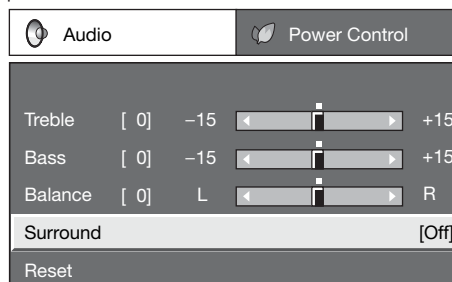 Audio Power Control
Treble [ 0] –15 +15
Bass [ 0] –15 +15
Balance [ 0] L R
Surround [Off]
Reset